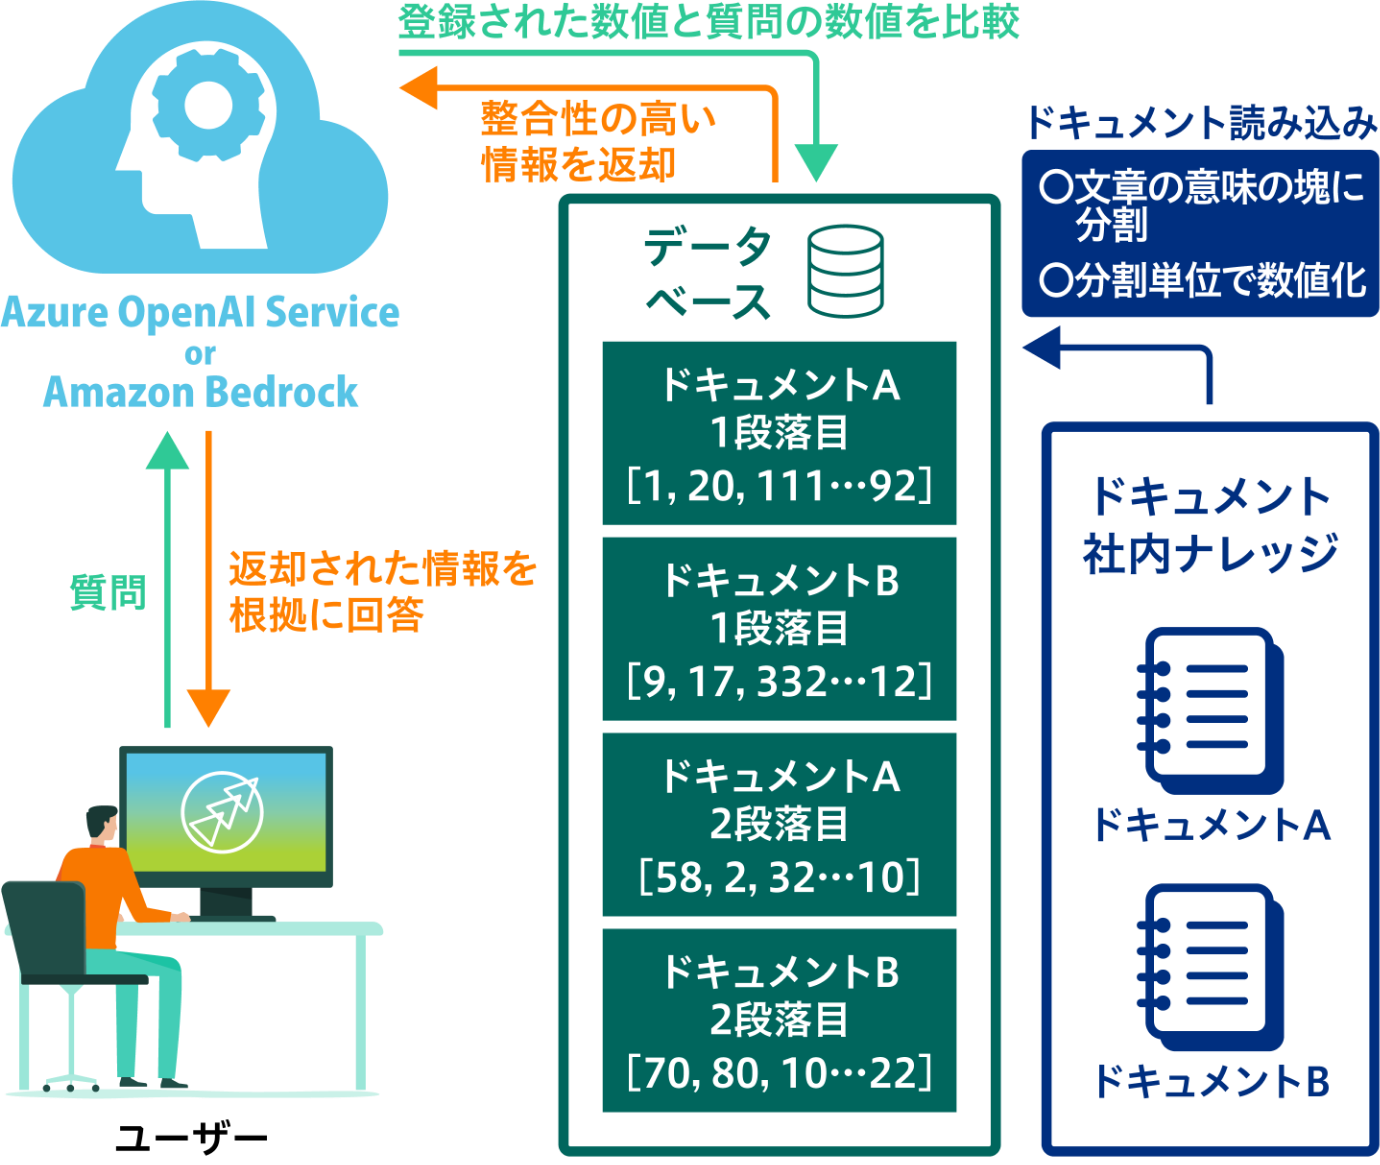 登録された数値と質問の数値を比較
整合性の高い
情報を返却
Azure OpenAI Service
or
Amazon Bedrock
質問
返却された情報を
根拠に回答
ユーザー
データ
ベース
ドキュメントA
1段落目
[1, 20, 111…92]
ドキュメントB
1段落目
[9, 17, 332…12]
ドキュメントA
2段落目
[58, 2, 32…10]
ドキュメントB
2段落目
[70, 80, 10…22]
ドキュメント読み込み
〇文章の意味の塊に
分割
〇分割単位で数値化
ドキュメント
社内ナレッジ
ドキュメントA
ドキュメントB